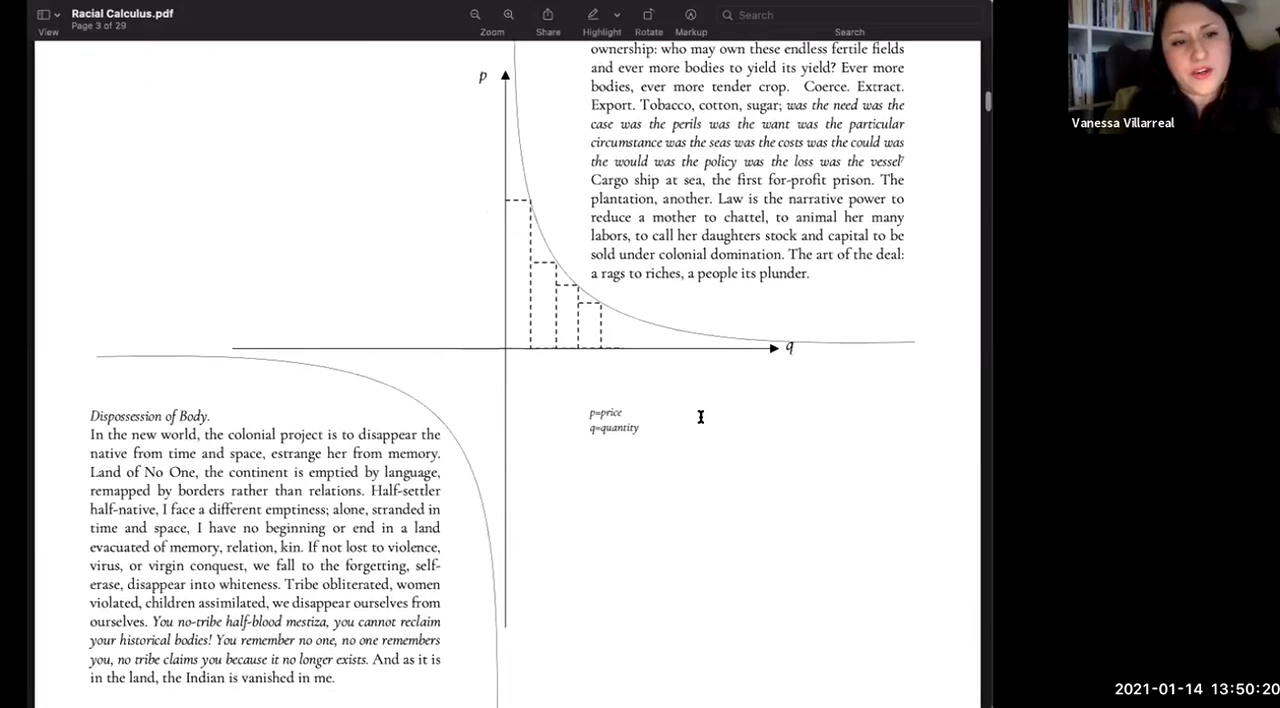 Racial Calculus.pdf
Page 3 of 29
View
Zoom
Share
Highlight
Rotate
Markup
Search
Search
Vanessa Villarreal
p
ownership: who may own these endless fertile fields
and ever more bodies to yield its yield? Ever more
bodies, ever more tender crop. Coerce. Extract.
Export. Tobacco, cotton, sugar; was the need was the
case was the perils was the want was the particular
circumstance was the seas was the costs was the could was
the would was the policy was the loss was the vessel⁷
Cargo ship at sea, the first for-profit prison. The
plantation, another. Law is the narrative power to
reduce a mother to chattel, to animal her many
labors, to call her daughters stock and capital to be
sold under colonial domination. The art of the deal:
a rags to riches, a people its plunder.
q
p=price
q=quantity
Dispossession of Body.
In the new world, the colonial project is to disappear the
native from time and space, estrange her from memory.
Land of No One, the continent is emptied by language,
remapped by borders rather than relations. Half-settler
half-native, I face a different emptiness; alone, stranded in
time and space, I have no beginning or end in a land
evacuated of memory, relation, kin. If not lost to violence,
virus, or virgin conquest, we fall to the forgetting, self-
erase, disappear into whiteness. Tribe obliterated, women
violated, children assimilated, we disappear ourselves from
ourselves. You no-tribe half-blood mestiza, you cannot reclaim
your historical bodies! You remember no one, no one remembers
you, no tribe claims you because it no longer exists. And as it is
in the land, the Indian is vanished in me.
2021-01-14 13:50:20